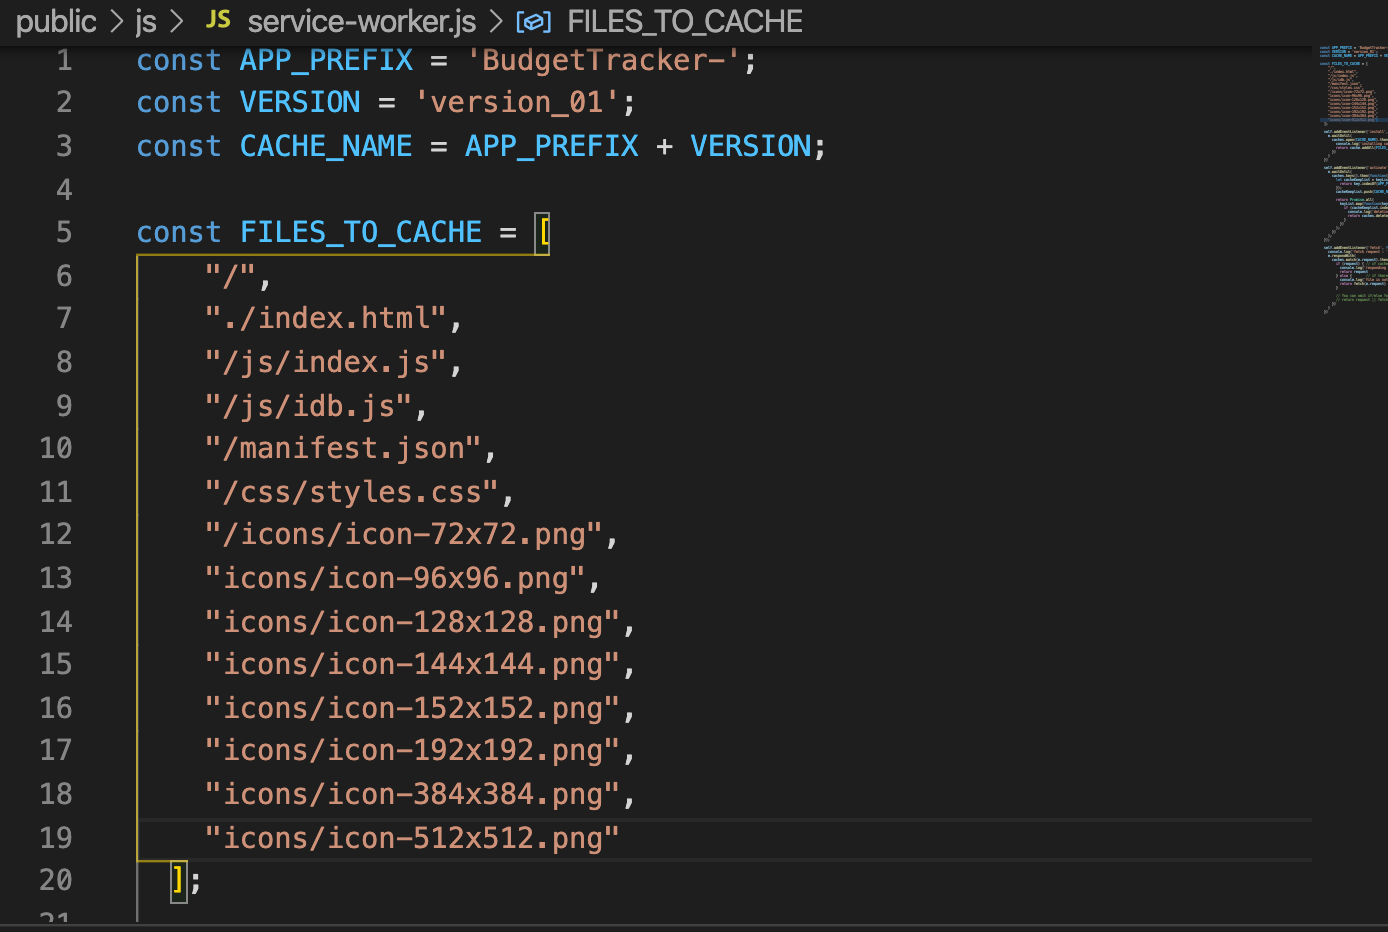 public > js > JS service-worker.js > FILES_TO_CACHE
1 const APP_PREFIX = 'BudgetTracker-';
2 const VERSION = 'version_01';
3 const CACHE_NAME = APP_PREFIX + VERSION;
4
5 const FILES_TO_CACHE = [
6 "/",
7 "./index.html",
8 "/js/index.js",
9 "/js/idb.js",
10 "/manifest.json",
11 "/css/styles.css",
12 "/icons/icon-72x72.png",
13 "icons/icon-96x96.png",
14 "icons/icon-128x128.png",
15 "icons/icon-144x144.png",
16 "icons/icon-152x152.png",
17 "icons/icon-192x192.png",
18 "icons/icon-384x384.png",
19 "icons/icon-512x512.png"
20 ];
21